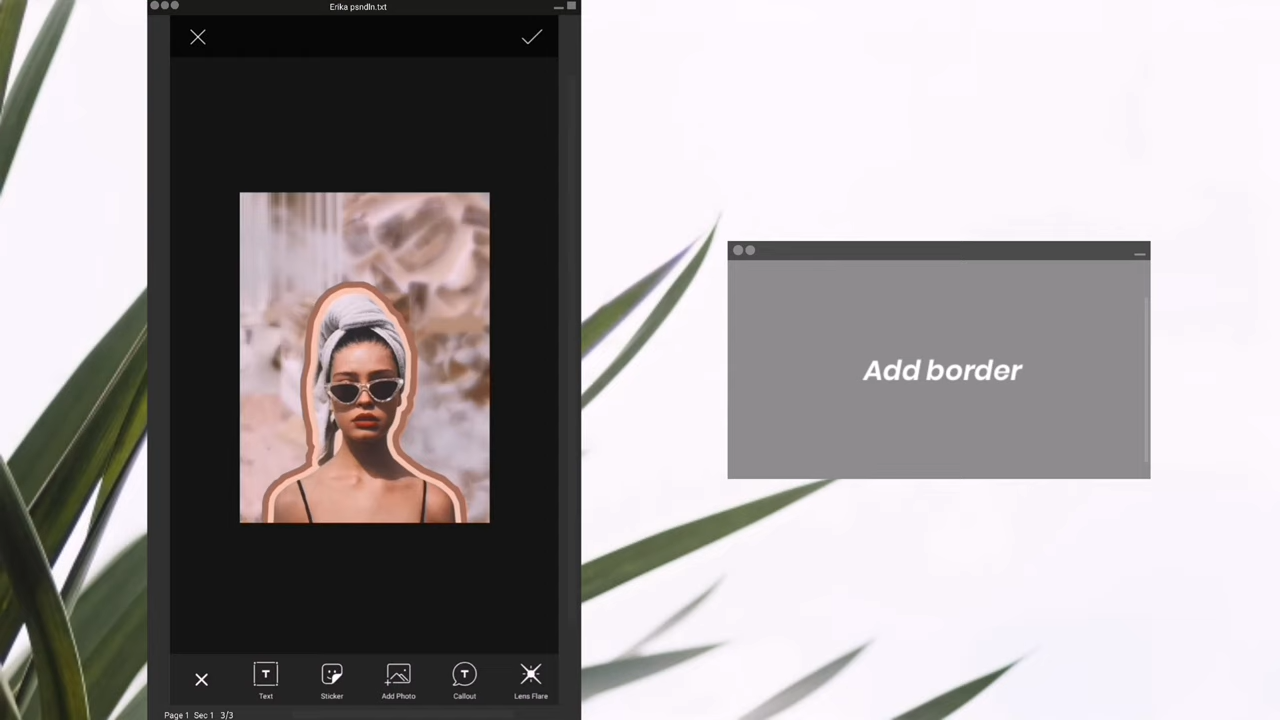 Erika psndln.txt
Add border
Text
Sticker
Add Photo
Callout
Lens Flare
Page 1 Sec 1 3/3